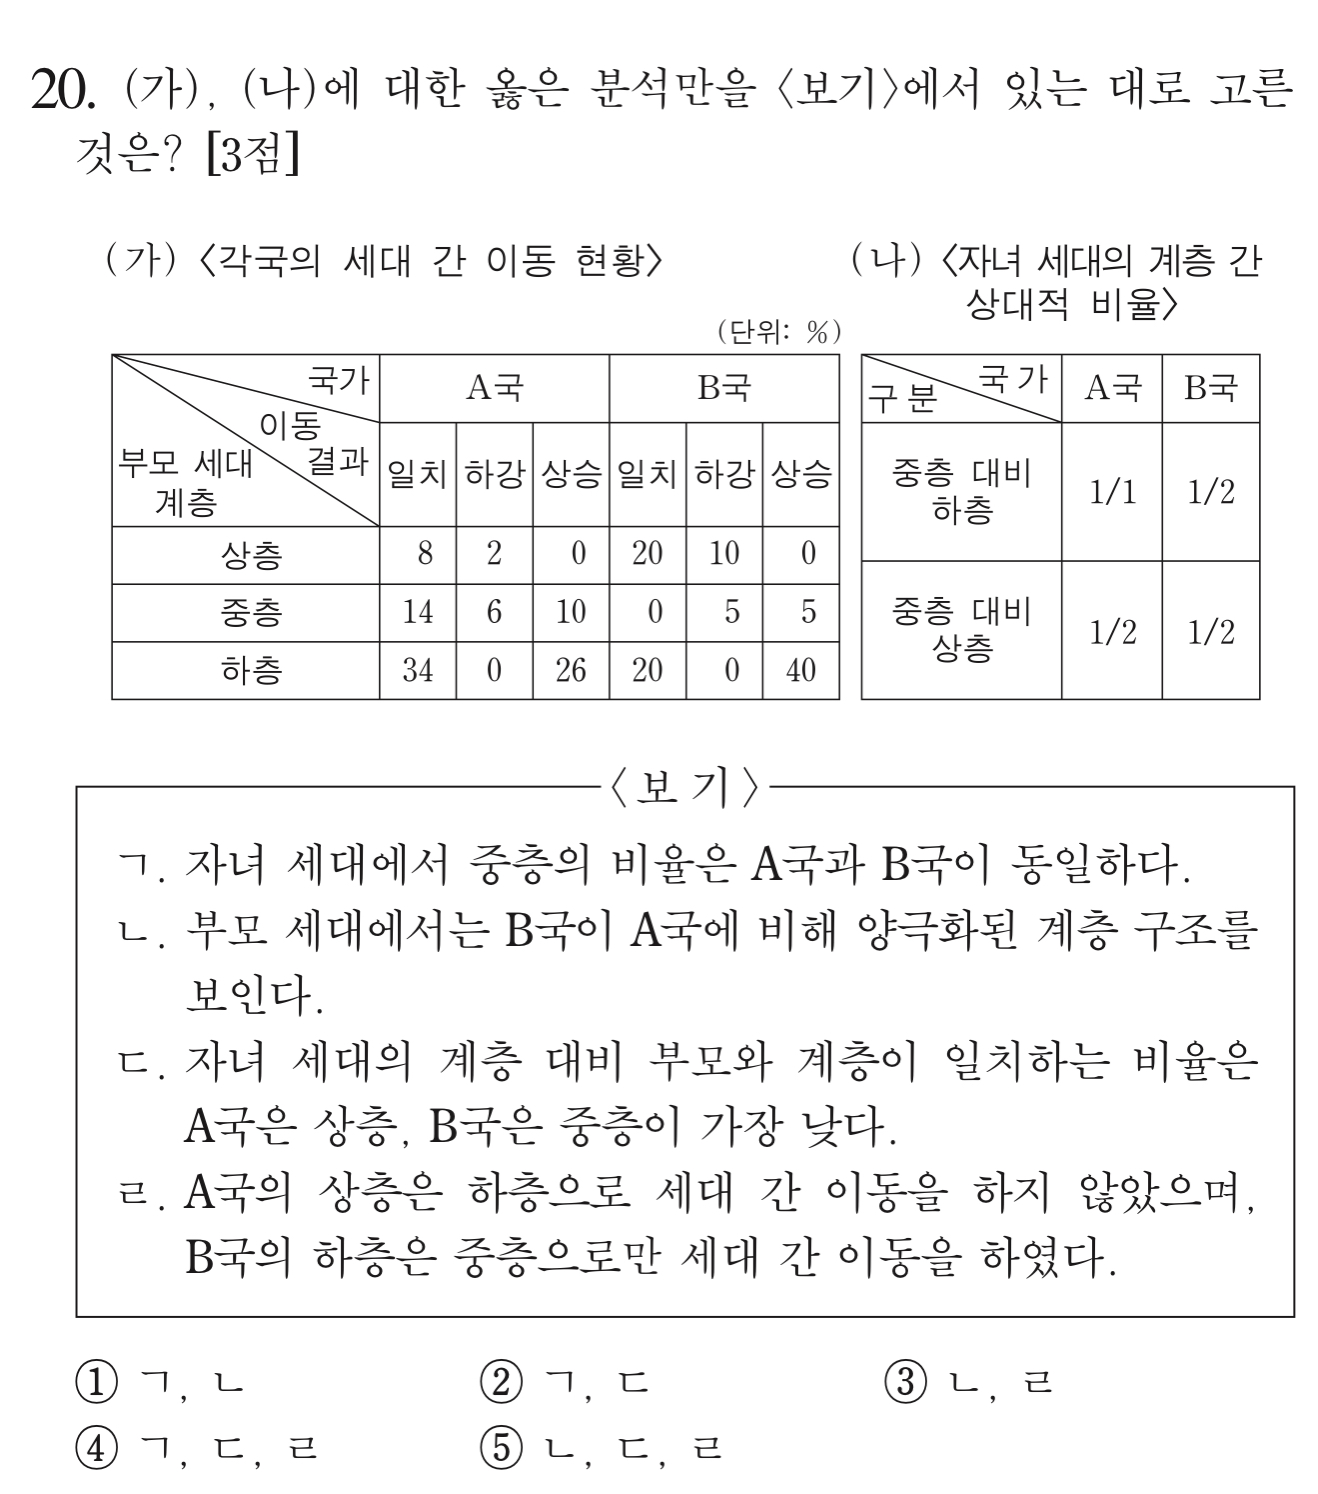 20. (가), (나)에 대한 옳은 분석만을 〈보기〉에서 있는 대로 고른
것은? [3점]
(가) 〈각국의 세대 간 이동 현황〉
(단위: %)
국가 A국 B국
이동 결과
부모 세대 계층
일치 하강 상승 일치 하강 상승
상층 8 2 0 20 10 0
중층 14 6 10 0 5 5
하층 34 0 26 20 0 40
(나) 〈자녀 세대의 계층 간
상대적 비율〉
구분 국가 A국 B국
중층 대비
하층 1/1 1/2
중층 대비
상층 1/2 1/2
〈보기〉
ㄱ. 자녀 세대에서 중층의 비율은 A국과 B국이 동일하다.
ㄴ. 부모 세대에서는 B국이 A국에 비해 양극화된 계층 구조를
보인다.
ㄷ. 자녀 세대의 계층 대비 부모와 계층이 일치하는 비율은
A국은 상층, B국은 중층이 가장 낮다.
ㄹ. A국의 상층은 하층으로 세대 간 이동을 하지 않았으며,
B국의 하층은 중층으로만 세대 간 이동을 하였다.
① ㄱ, ㄴ ② ㄱ, ㄷ ③ ㄴ, ㄹ
④ ㄱ, ㄷ, ㄹ ⑤ ㄴ, ㄷ, ㄹ